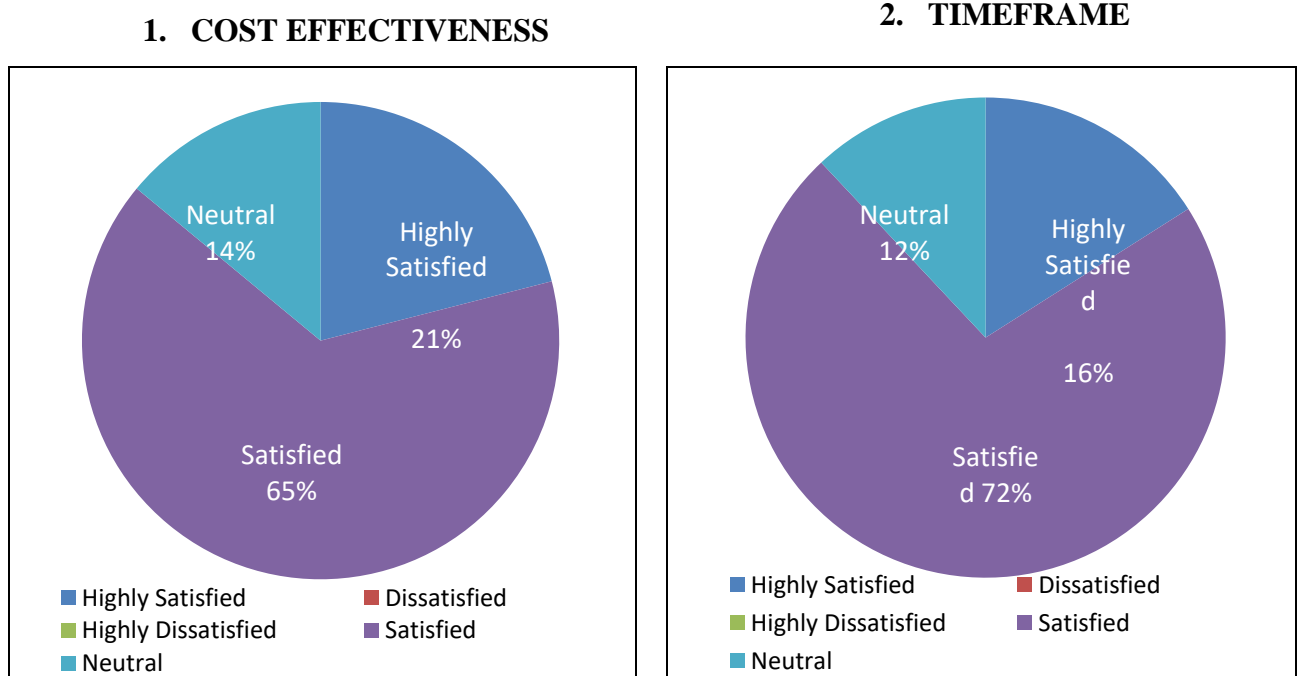 1. COST EFFECTIVENESS
Neutral
14%
Highly
Satisfied
21%
Satisfied
65%
Highly Satisfied
Dissatisfied
Highly Dissatisfied
Satisfied
Neutral
2. TIMEFRAME
Neutral
12%
Highly
Satisfie
d
16%
Satisfie
d 72%
Highly Satisfied
Dissatisfied
Highly Dissatisfied
Satisfied
Neutral